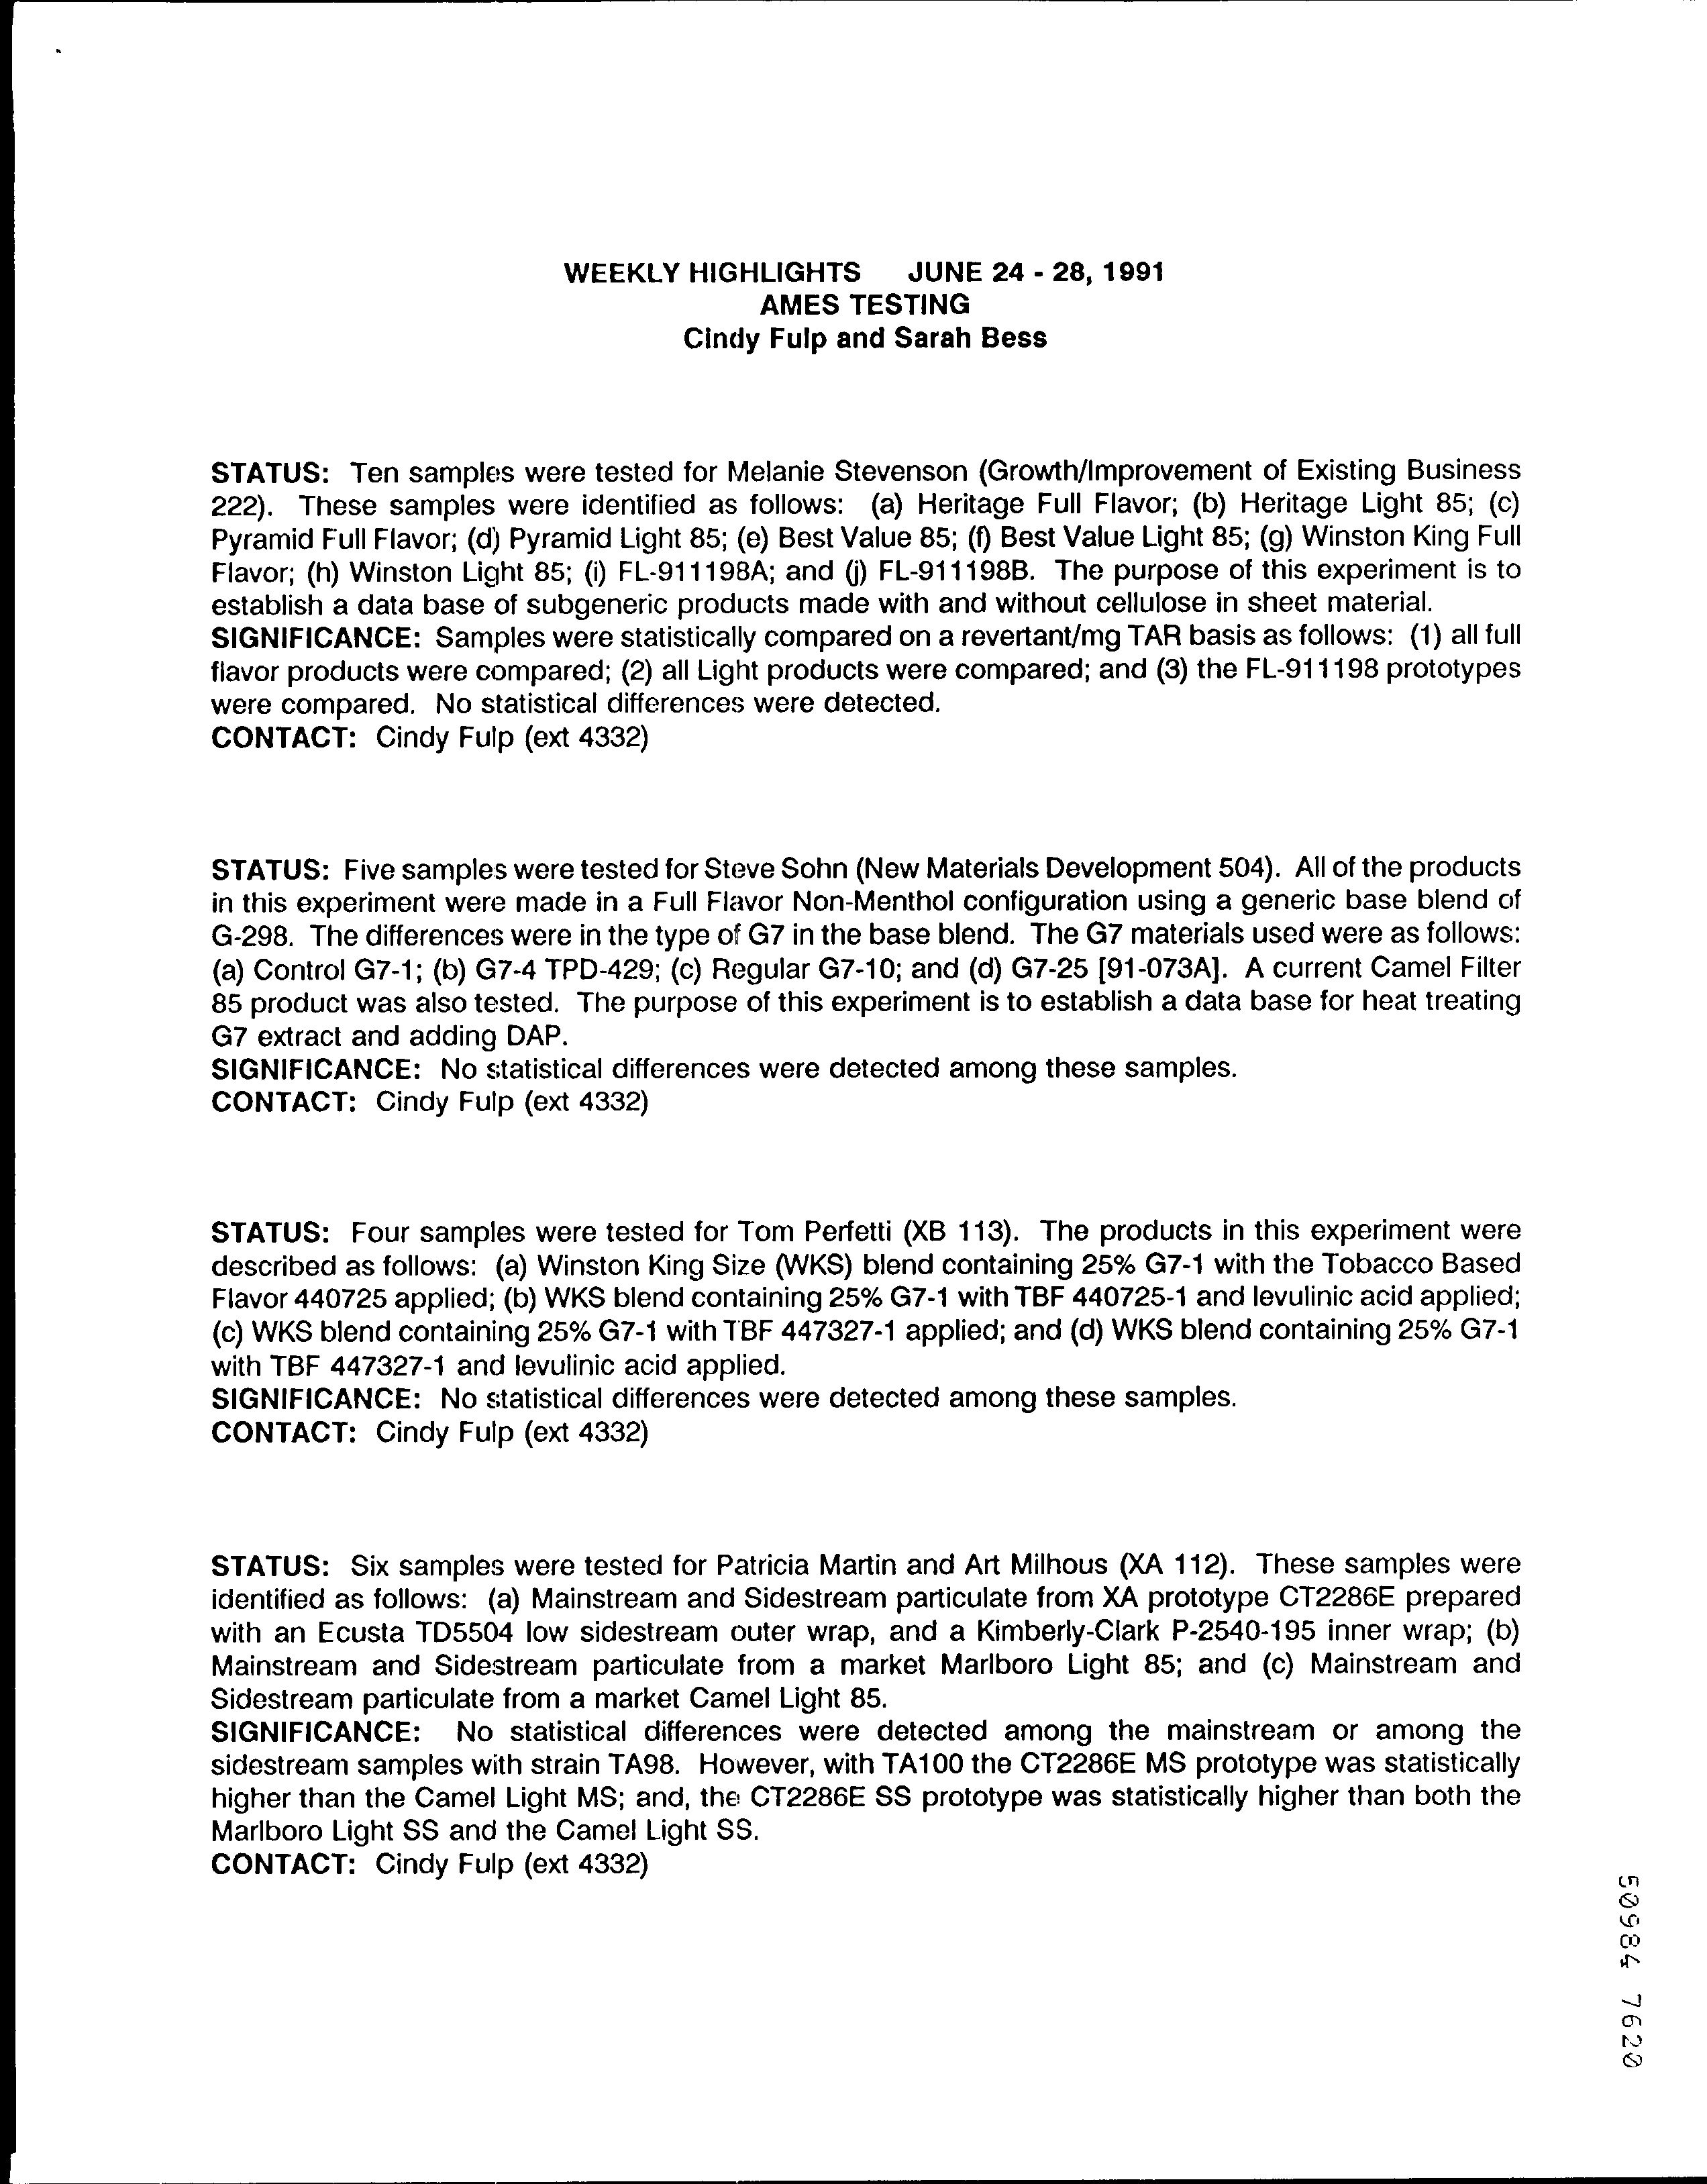 WEEKLY HIGHLIGHTS JUNE 24 - 28, 1991
AMES TESTING
Cindy Fulp and Sarah Bess
STATUS: Ten samples were tested for Melanie Stevenson (Growth/Improvement of Existing Business
222). These samples were identified as follows: (a) Heritage Full Flavor; (b) Heritage Light 85; (c)
Pyramid Full Flavor; (d) Pyramid Light 85; (e) Best Value 85; (f) Best Value Light 85; (g) Winston King Full
Flavor; (h) Winston Light 85; (i) FL-911198A; and (j) FL-911198B. The purpose of this experiment is to
establish a data base of subgeneric products made with and without cellulose in sheet material.
SIGNIFICANCE: Samples were statistically compared on a revertant/mg TAR basis as follows: (1) all full
flavor products were compared; (2) all Light products were compared; and (3) the FL-911198 prototypes
were compared. No statistical differences were detected.
CONTACT: Cindy Fulp (ext 4332)
STATUS: Five samples were tested for Steve Sohn (New Materials Development 504). All of the products
in this experiment were made in a Full Flavor Non-Menthol configuration using a generic base blend of
G-298. The differences were in the type of G7 in the base blend. The G7 materials used were as follows:
(a) Control G7-1; (b) G7-4 TPD-429; (c) Regular G7-10; and (d) G7-25 [91-073A]. A current Camel Filter
85 product was also tested. The purpose of this experiment is to establish a data base for heat treating
G7 extract and adding DAP.
SIGNIFICANCE: No statistical differences were detected among these samples.
CONTACT: Cindy Fulp (ext 4332)
STATUS: Four samples were tested for Tom Perfetti (XB 113). The products in this experiment were
described as follows: (a) Winston King Size (WKS) blend containing 25% G7-1 with the Tobacco Based
Flavor 440725 applied; (b) WKS blend containing 25% G7-1 with TBF 440725-1 and levulinic acid applied;
(c) WKS blend containing 25% G7-1 with TBF 447327-1 applied; and (d) WKS blend containing 25% G7-1
with TBF 447327-1 and levulinic acid applied.
SIGNIFICANCE: No statistical differences were detected among these samples.
CONTACT: Cindy Fulp (ext 4332)
STATUS: Six samples were tested for Patricia Martin and Art Milhous (XA 112). These samples were
identified as follows: (a) Mainstream and Sidestream particulate from XA prototype CT2286E prepared
with an Ecusta TD5504 low sidestream outer wrap, and a Kimberly-Clark P-2540-195 inner wrap; (b)
Mainstream and Sidestream particulate from a market Marlboro Light 85; and (c) Mainstream and
Sidestream particulate from a market Camel Light 85.
SIGNIFICANCE: No statistical differences were detected among the mainstream or among the
sidestream samples with strain TA98. However, with TA100 the CT2286E MS prototype was statistically
higher than the Camel Light MS; and, the CT2286E SS prototype was statistically higher than both the
Marlboro Light SS and the Camel Light SS.
CONTACT: Cindy Fulp (ext 4332)
50984 7620